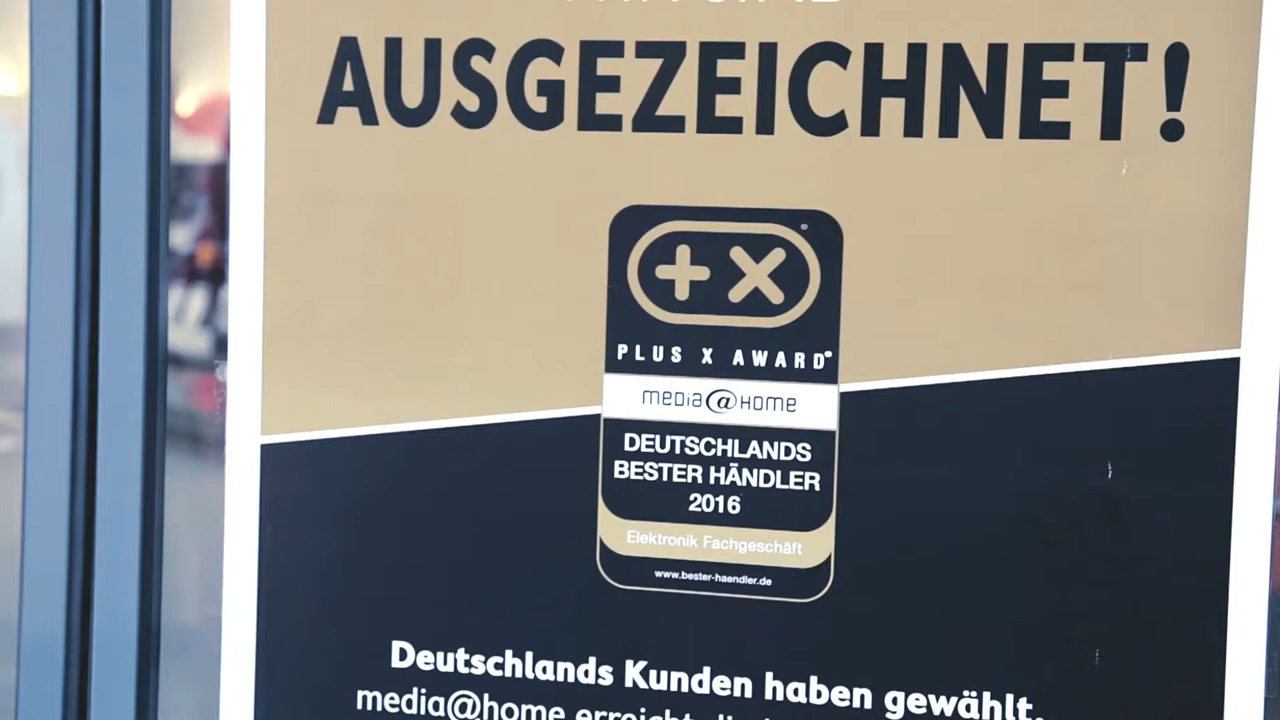 AUSGEZEICHNET!
+X
PLUS X AWARD
media@HOME
DEUTSCHLANDS
BESTER HÄNDLER
2016
Elektronik Fachgeschäft
www.bester-haendler.de
Deutschlands Kunden haben gewählt.
media@home erreicht